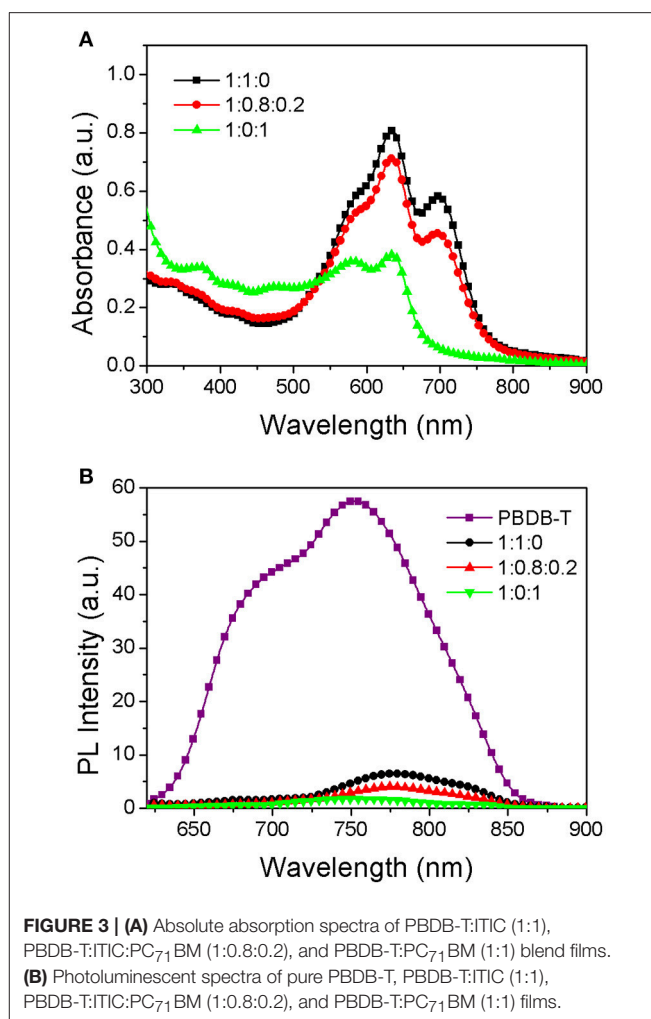 A
1:1:0
1:0.8:0.2
1:0:1
1.0
0.8
0.6
0.4
0.2
0.0
Absorbance (a.u.)
300 400 500 600 700 800 900
Wavelength (nm)
B
PBDB-T
1:1:0
1:0.8:0.2
1:0:1
60
50
40
30
20
10
0
PL Intensity (a.u.)
650 700 750 800 850 900
Wavelength (nm)
FIGURE 3 | (A) Absolute absorption spectra of PBDB-T:ITIC (1:1),
PBDB-T:ITIC:PC₇₁BM (1:0.8:0.2), and PBDB-T:PC₇₁BM (1:1) blend films.
(B) Photoluminescent spectra of pure PBDB-T, PBDB-T:ITIC (1:1),
PBDB-T:ITIC:PC₇₁BM (1:0.8:0.2), and PBDB-T:PC₇₁BM (1:1) films.